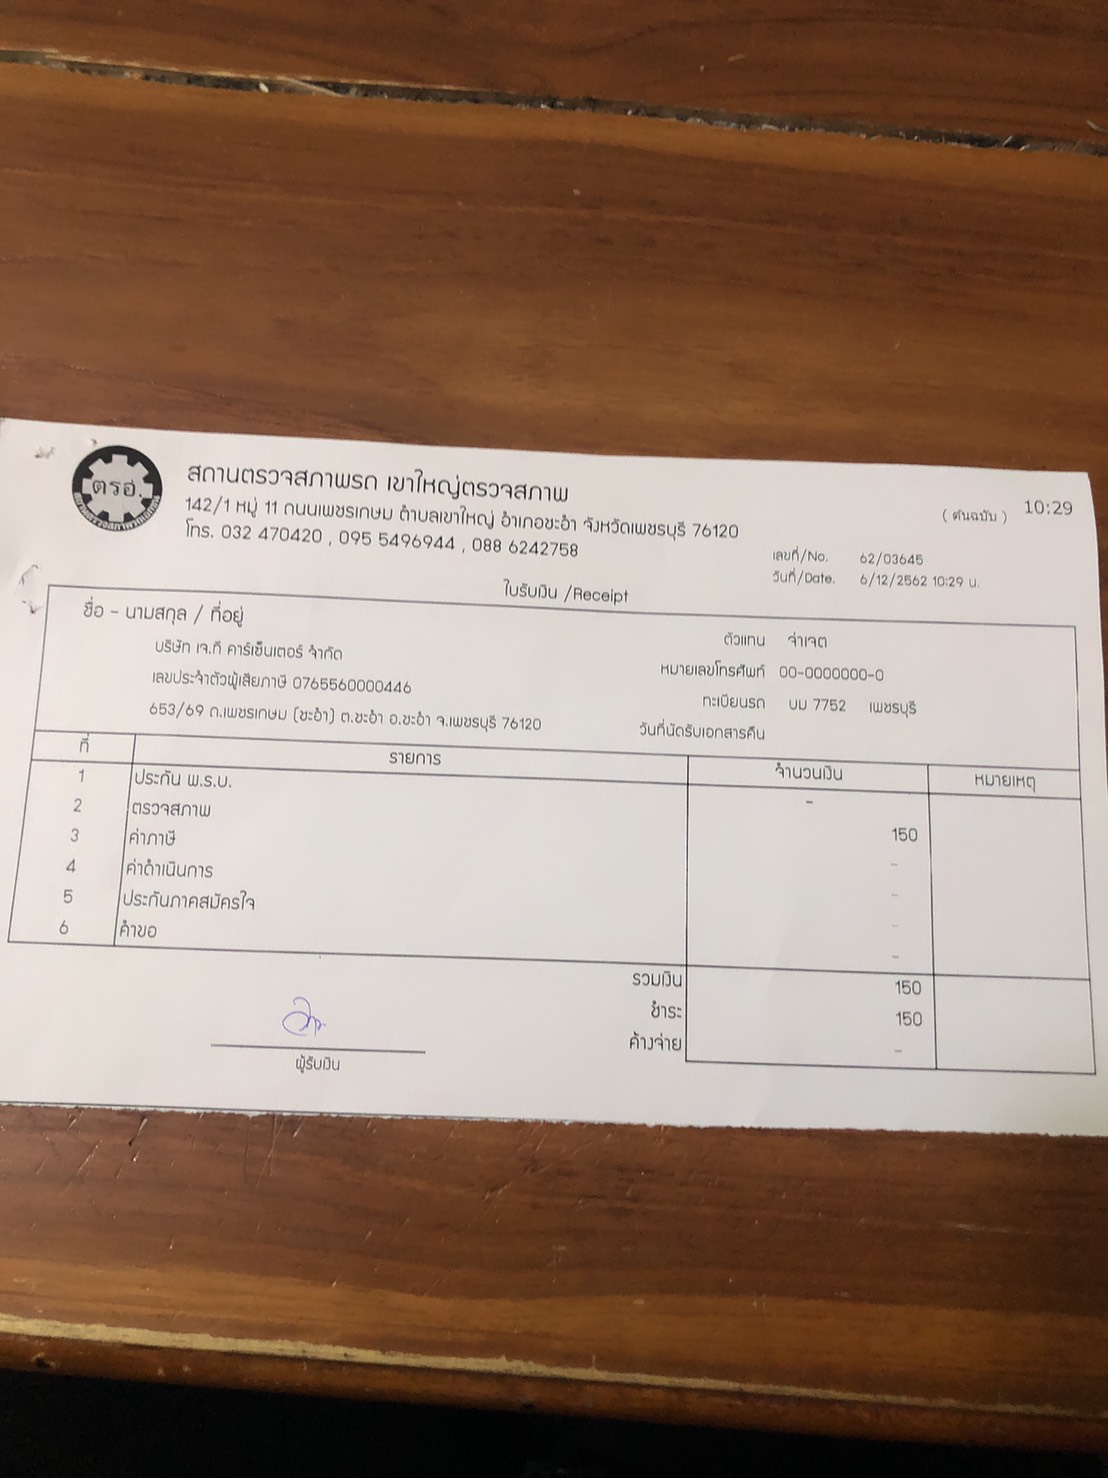 ตรอ.
สถานตรวจสภาพรถ เขาใหญ่ตรวจสภาพ
142/1 หมู่ 11 ถนนเพชรเกษม ตำบลเขาใหญ่ อำเภอชะอำ จังหวัดเพชรบุรี 76120
โทร. 032 470420 , 095 5496944 , 088 6242758
( ต้นฉบับ ) 10:29
เลขที่/No. 62/03645
วันที่/Date. 6/12/2562 10:29 น.
ใบรับเงิน /Receipt
ชื่อ - นามสกุล / ที่อยู่
บริษัท เจ.ที คาร์เซ็นเตอร์ จำกัด
เลขประจำตัวผู้เสียภาษี 0765560000446
653/69 ถ.เพชรเกษม (ชะอำ) ต.ชะอำ อ.ชะอำ จ.เพชรบุรี 76120
ตัวแทน จ่าเจต
หมายเลขโทรศัพท์ 00-0000000-0
ทะเบียนรถ บม 7752 เพชรบุรี
วันที่นัดรับเอกสารคืน
ที่ รายการ จำนวนเงิน หมายเหตุ
1 ประกัน พ.ร.บ. -
2 ตรวจสภาพ 150
3 ค่าภาษี -
4 ค่าดำเนินการ -
5 ประกันภาคสมัครใจ -
6 คำขอ -
รวมเงิน 150
ชำระ 150
ค้างจ่าย -
ผู้รับเงิน